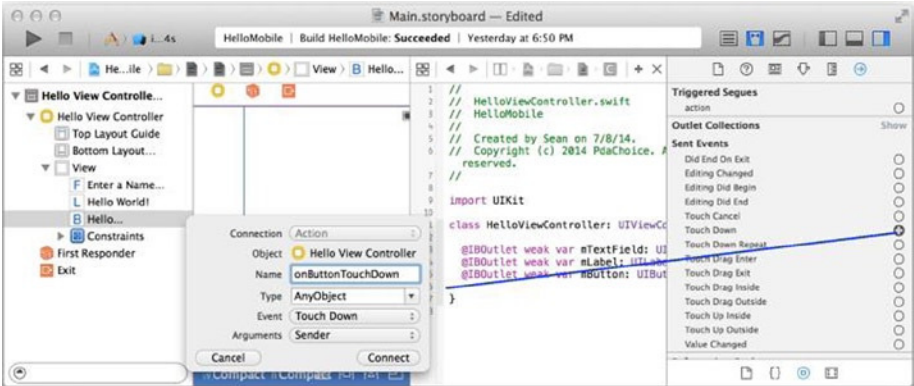 Main.storyboard — Edited
i...4s
HelloMobile | Build HelloMobile: Succeeded | Yesterday at 6:50 PM
He...ile
View
B Hello...
Hello View Controlle...
Hello View Controller
Top Layout Guide
Bottom Layout...
View
F Enter a Name...
L Hello World!
B Hello...
Constraints
First Responder
Exit
Connection Action
Object Hello View Controller
Name onButtonTouchDown
Type AnyObject
Event Touch Down
Arguments Sender
Cancel Connect
//
// HelloViewController.swift
// HelloMobile
//
// Created by Sean on 7/8/14.
// Copyright (c) 2014 PdaChoice. A
reserved.
//
import UIKit
class HelloViewController: UIViewCo
@IBOutlet weak var mTextField: UI
@IBOutlet weak var mLabel: UILabe
@IBOutlet weak var mButton: UIBut
}
Triggered Segues
action
Outlet Collections Show
Sent Events
Did End On Exit
Editing Changed
Editing Did Begin
Editing Did End
Touch Cancel
Touch Down
Touch Down Repeat
Touch Drag Enter
Touch Drag Exit
Touch Drag Inside
Touch Drag Outside
Touch Up Inside
Touch Up Outside
Value Changed